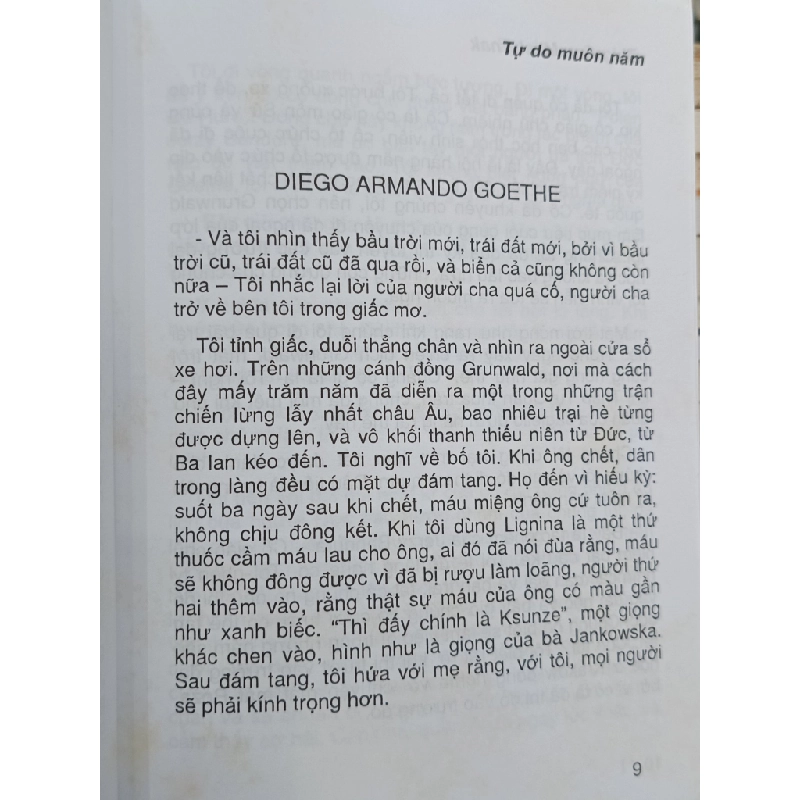 Tự do muôn năm
DIEGO ARMANDO GOETHE
- Và tôi nhìn thấy bầu trời mới, trái đất mới, bởi vì bầu
trời cũ, trái đất cũ đã qua rồi, và biển cả cũng không còn
nữa – Tôi nhắc lại lời của người cha quá cố, người cha
trở về bên tôi trong giấc mơ.
Tôi tỉnh giấc, duỗi thẳng chân và nhìn ra ngoài cửa sổ
xe hơi. Trên những cánh đồng Grunwald, nơi mà cách
đây mấy trăm năm đã diễn ra một trong những trận
chiến lừng lẫy nhất châu Âu, bao nhiêu trại hè từng
được dựng lên, và vô khối thanh thiếu niên từ Đức, từ
Ba lan kéo đến. Tôi nghĩ về bố tôi. Khi ông chết, dân
trong làng đều có mặt dự đám tang. Họ đến vì hiếu kỳ:
suốt ba ngày sau khi chết, máu miệng ông cứ tuôn ra,
không chịu đông kết. Khi tôi dùng Lignina là một thứ
thuốc cầm máu lau cho ông, ai đó đã nói đùa rằng, máu
sẽ không đông được vì đã bị rượu làm loãng, người thứ
hai thêm vào, rằng thật sự máu của ông có màu gần
như xanh biếc. “Thì đấy chính là Ksunze”, một giọng
khác chen vào, hình như là giọng của bà Jankowska.
Sau đám tang, tôi hứa với mẹ rằng, với tôi, mọi người
sẽ phải kính trọng hơn.
9